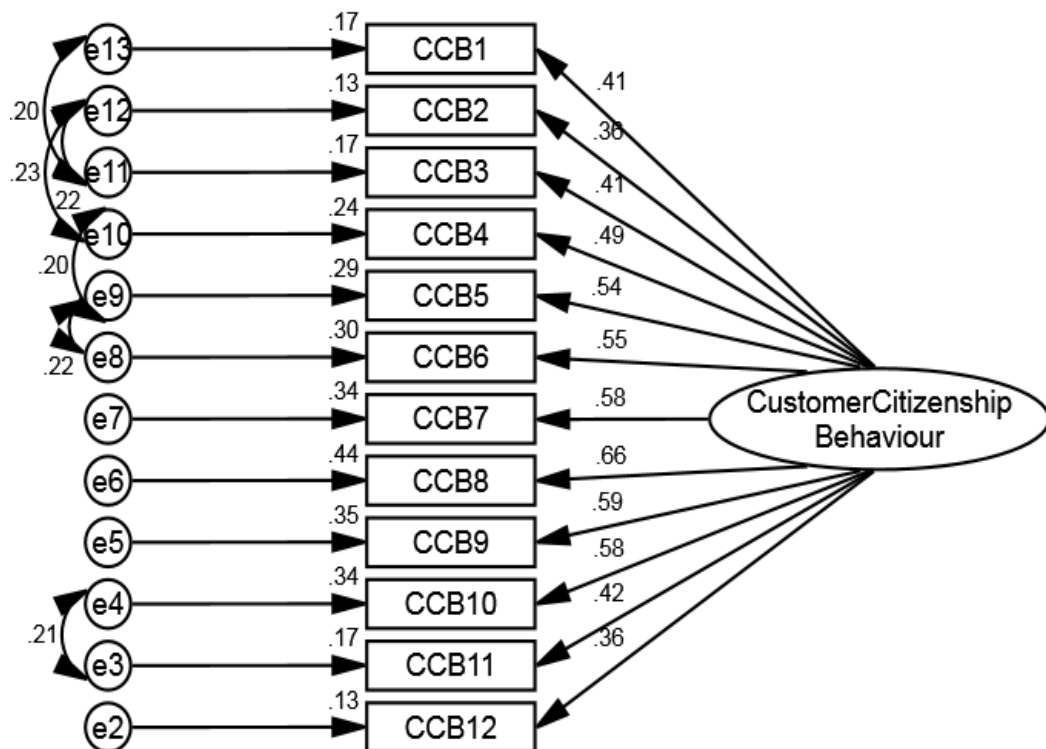 .17
e13
CCB1
.41
.13
.20
e12
CCB2
.36
.17
.23
e11
CCB3
.41
.22
.24
e10
CCB4
.49
.20
.29
e9
CCB5
.54
.30
.22
e8
CCB6
.55
.34
e7
CCB7
.58
CustomerCitizenship
Behaviour
.44
e6
CCB8
.66
.35
e5
CCB9
.59
.34
e4
CCB10
.58
.21
.17
e3
CCB11
.42
.13
e2
CCB12
.36